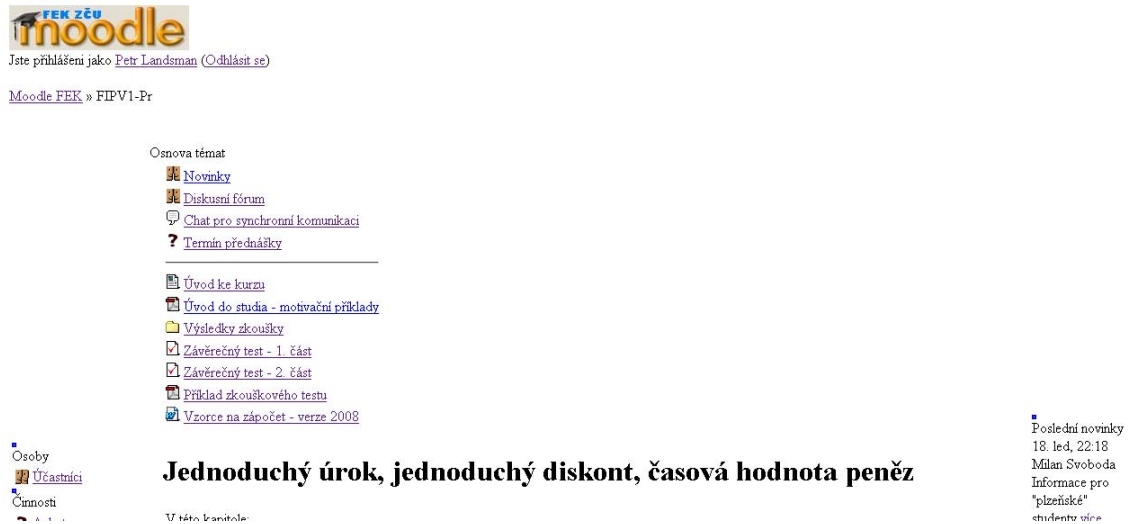 FEK ZČU
moodle
Jste přihlášeni jako Petr Landsman (Odhlásit se)
Moodle FEK » FIPV1-Pr
Osnova témat
Novinky
Diskusní fórum
Chat pro synchronní komunikaci
Termín přednášky
Úvod ke kurzu
Úvod do studia - motivační příklady
Výsledky zkoušky
Závěrečný test - 1. část
Závěrečný test - 2. část
Příklad zkouškového testu
Vzorce na zápočet - verze 2008
Osoby
Účastníci
Činnosti
Jednoduchý úrok, jednoduchý diskont, časová hodnota peněz
V této kapitole:
Poslední novinky
18. led, 22:18
Milan Svoboda
Informace pro
"plzeňské"
studenty více